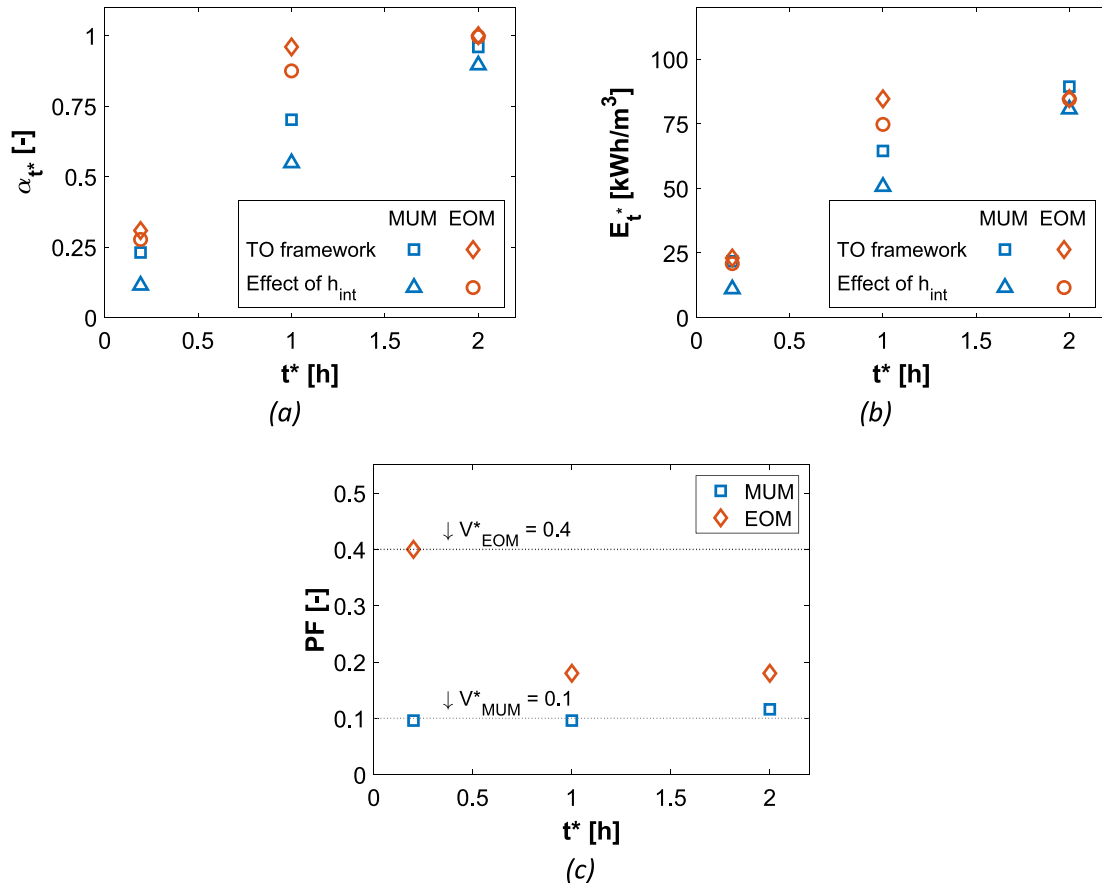 1
0.75
0.5
0.25
0
α_t* [-]
MUM EOM
TO framework
Effect of h_int
0 0.5 1 1.5 2
t* [h]
(a)
100
75
50
25
0
E_t* [kWh/m³]
MUM EOM
TO framework
Effect of h_int
0 0.5 1 1.5 2
t* [h]
(b)
0.5
0.4
0.3
0.2
0.1
0
PF [-]
MUM
EOM
↓ V*_EOM = 0.4
↓ V*_MUM = 0.1
0 0.5 1 1.5 2
t* [h]
(c)